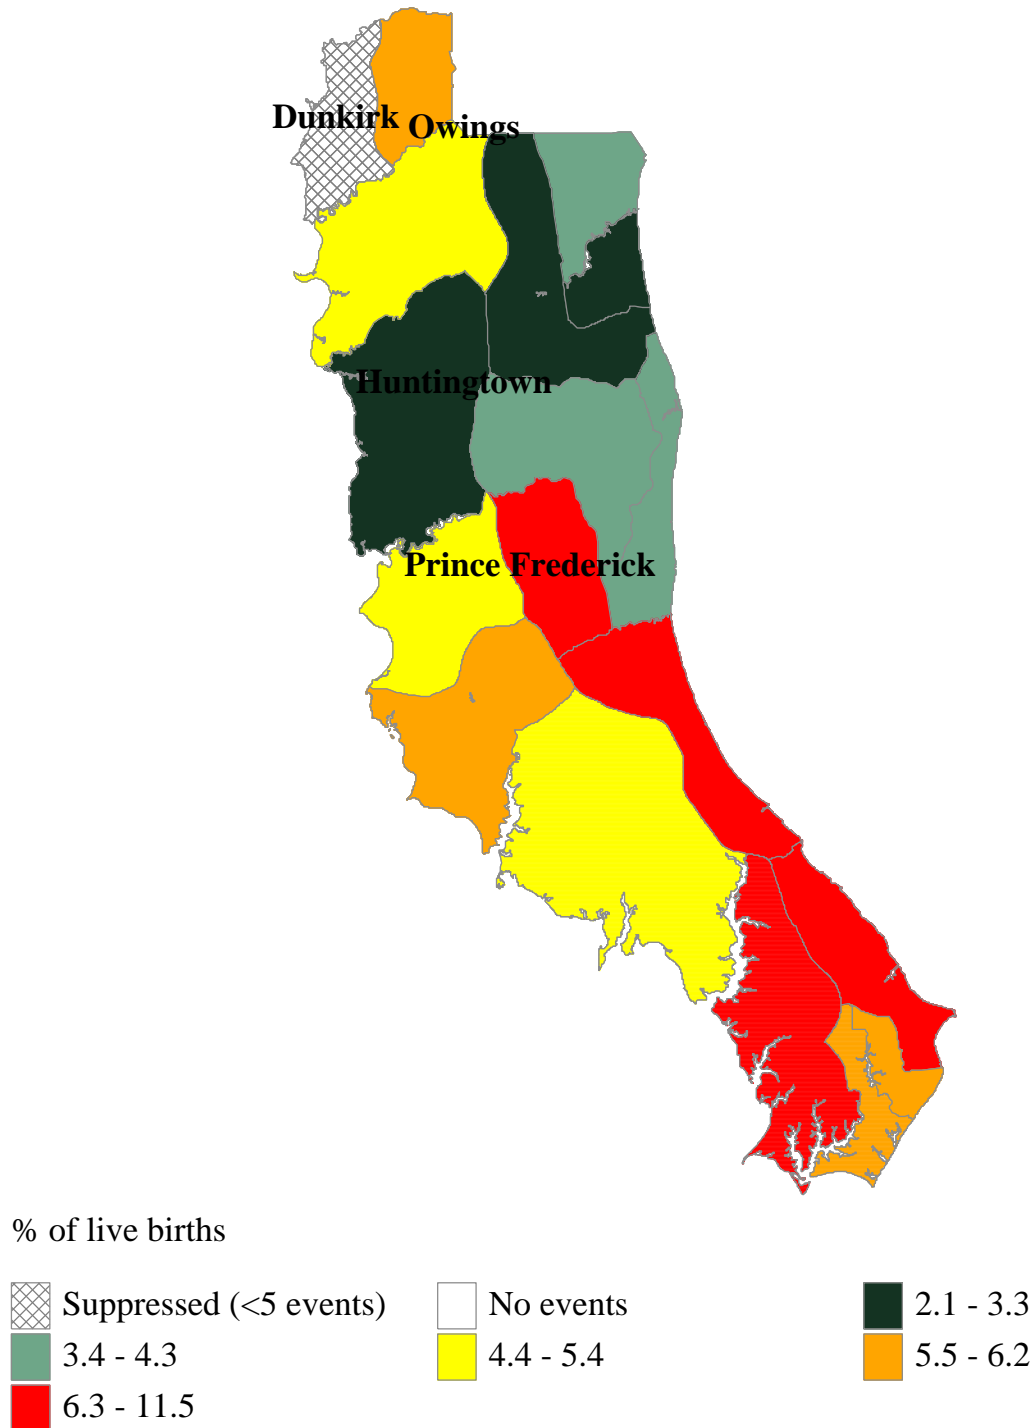 Dunkirk
Owings
Huntingtown
Prince Frederick
% of live births
Suppressed (<5 events)
No events
2.1 - 3.3
3.4 - 4.3
4.4 - 5.4
5.5 - 6.2
6.3 - 11.5